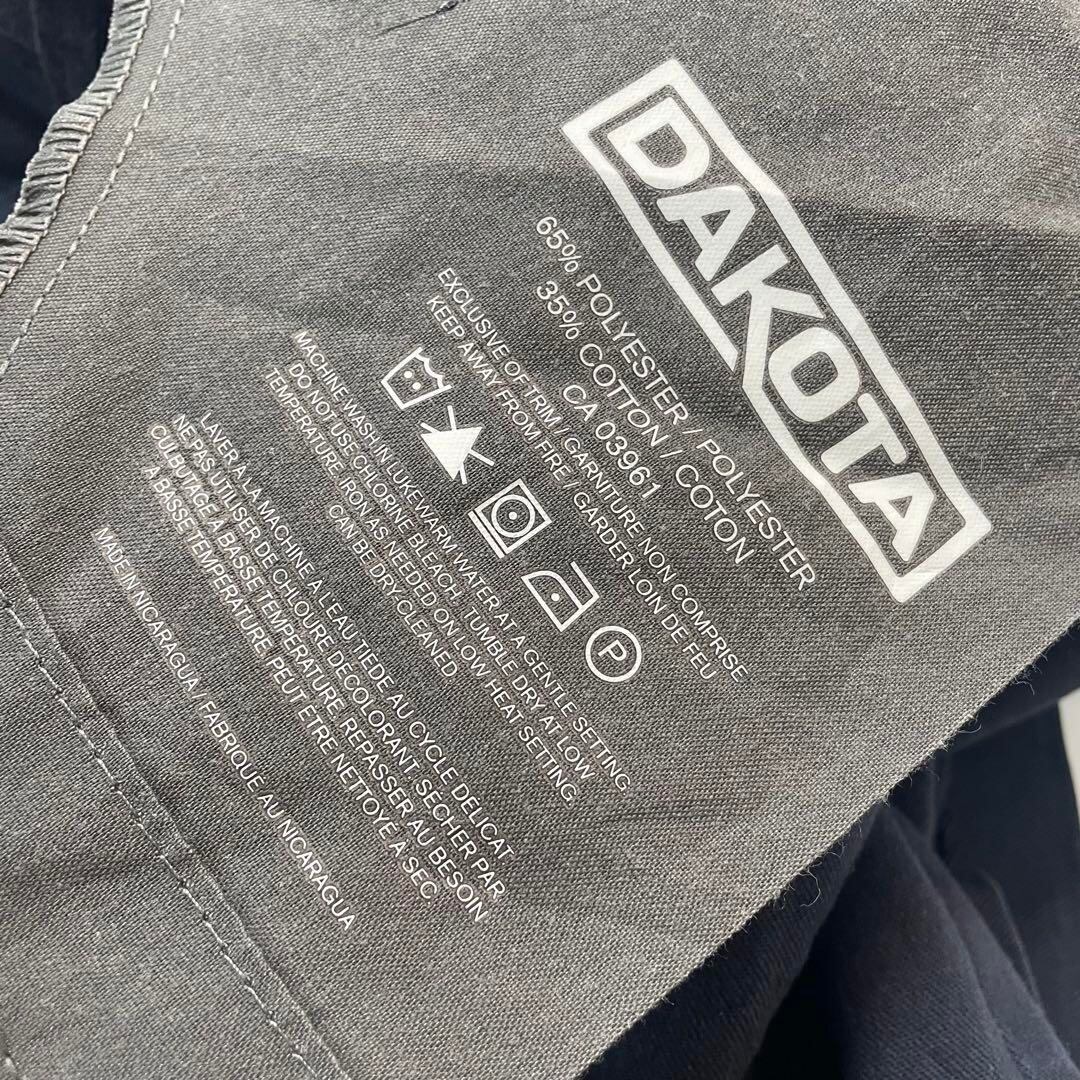 DAKOTA
65% POLYESTER / POLYESTER
35% COTTON / COTON
CA 03961
EXCLUSIVE OF TRIM / GARNITURE NON COMPRISE
KEEP AWAY FROM FIRE / GARDER LOIN DE FEU
P
MACHINE WASH IN LUKEWARM WATER AT A GENTLE SETTING.
DO NOT USE CHLORINE BLEACH. TUMBLE DRY AT LOW
TEMPERATURE. IRON AS NEEDED ON LOW HEAT SETTING.
CAN BE DRY CLEANED
LAVER A LA MACHINE A LEAU TIEDE AU CYCLE DELICAT
NE PAS UTILISER DE CHLOURE DECOLORANT. SECHER PAR
CULBUTAGE A BASSE TEMPERATURE. REPASSER AU BESOIN
A BASSE TEMPERATURE. PEUT ETRE NETTOYE A SEC
MADE IN NICARAGUA / FABRIQUÉ AU NICARAGUA